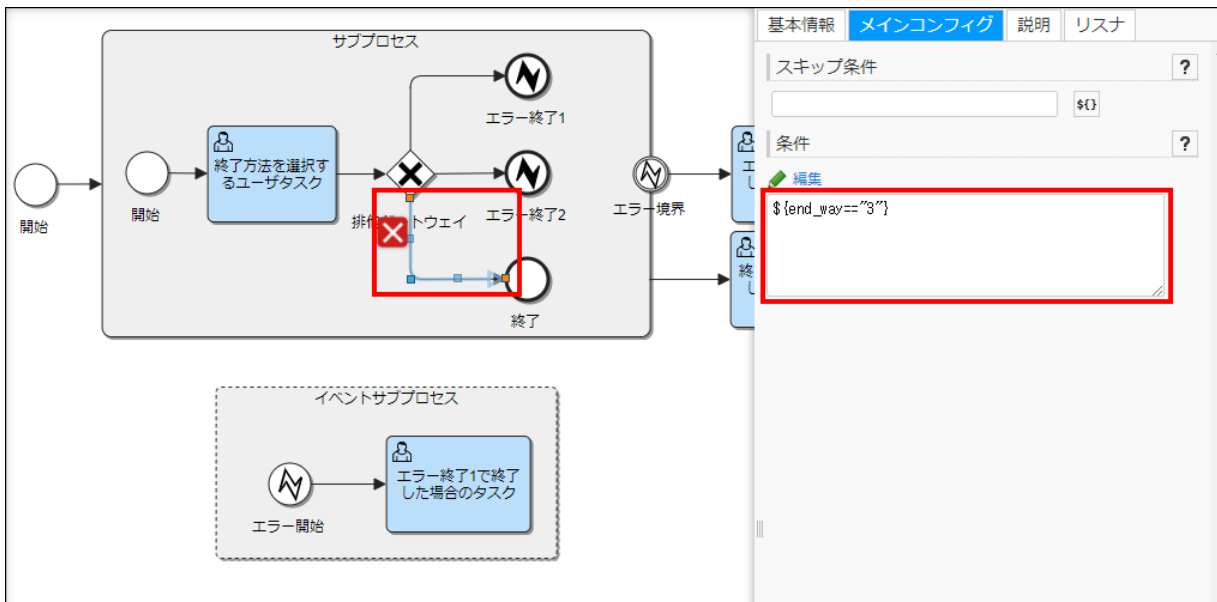 サブプロセス
エラー終了1
終了方法を選択す
るユーザタスク
開始
開始
エラー終了2
エラー境界
終了
イベントサブプロセス
エラー終了1で終了
した場合のタスク
エラー開始
基本情報
メインコンフィグ
説明
リスナ
スキップ条件
?
${}
条件
?
編集
${end_way=="3"}